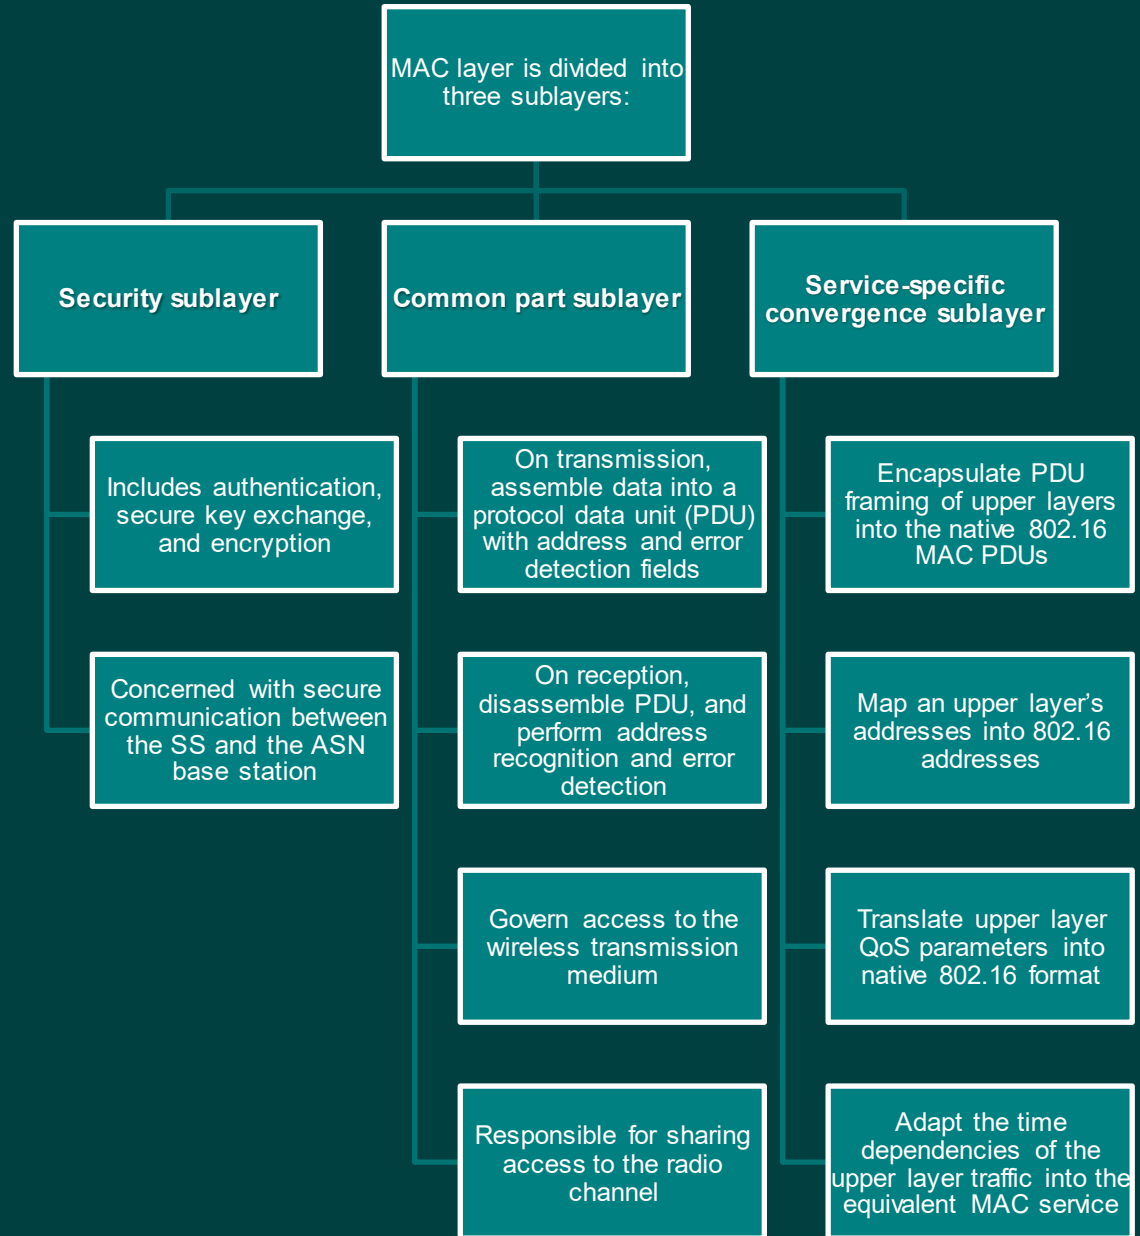 MAC layer is divided into
three sublayers:
Security sublayer
Includes authentication,
secure key exchange,
and encryption
Concerned with secure
communication between
the SS and the ASN
base station
Common part sublayer
On transmission,
assemble data into a
protocol data unit (PDU)
with address and error
detection fields
On reception,
disassemble PDU, and
perform address
recognition and error
detection
Govern access to the
wireless transmission
medium
Responsible for sharing
access to the radio
channel
Service-specific
convergence sublayer
Encapsulate PDU
framing of upper layers
into the native 802.16
MAC PDUs
Map an upper layer’s
addresses into 802.16
addresses
Translate upper layer
QoS parameters into
native 802.16 format
Adapt the time
dependencies of the
upper layer traffic into the
equivalent MAC service